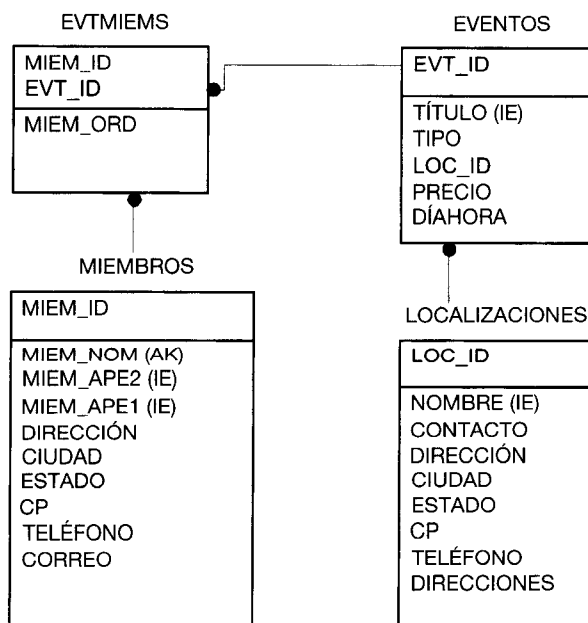 EVTMIEMS
MIEM_ID
EVT_ID
MIEM_ORD
EVENTOS
EVT_ID
TÍTULO (IE)
TIPO
LOC_ID
PRECIO
DÍAHORA
MIEMBROS
MIEM_ID
MIEM_NOM (AK)
MIEM_APE2 (IE)
MIEM_APE1 (IE)
DIRECCIÓN
CIUDAD
ESTADO
CP
TELÉFONO
CORREO
LOCALIZACIONES
LOC_ID
NOMBRE (IE)
CONTACTO
DIRECCIÓN
CIUDAD
ESTADO
CP
TELÉFONO
DIRECCIONES